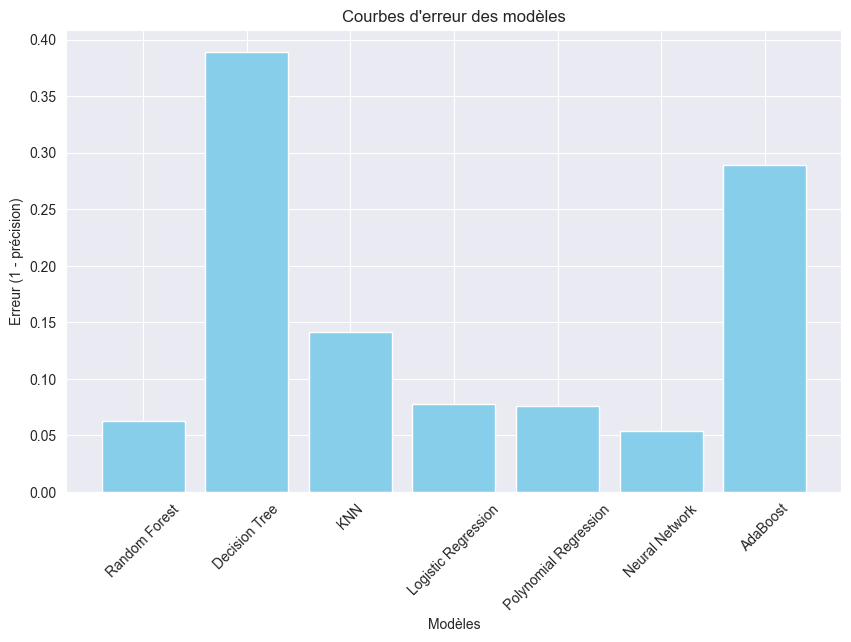 Courbes d'erreur des modèles
Erreur (1 - précision)
0.40
0.35
0.30
0.25
0.20
0.15
0.10
0.05
0.00
Random Forest
Decision Tree
KNN
Logistic Regression
Polynomial Regression
Neural Network
AdaBoost
Modèles